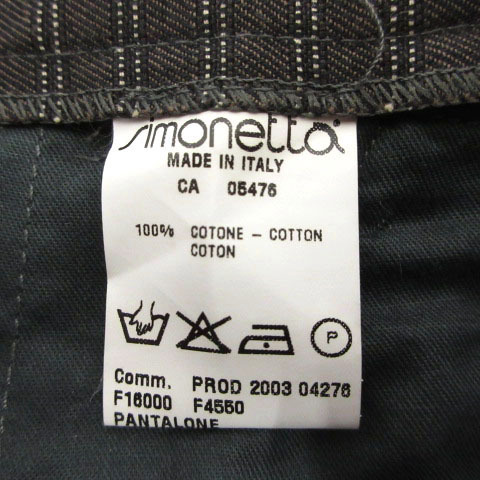 simonetta
MADE IN ITALY
CA 05476
100% COTONE - COTTON
COTON
P
Comm. PROD 2003 04276
F16000 F4550
PANTALONE